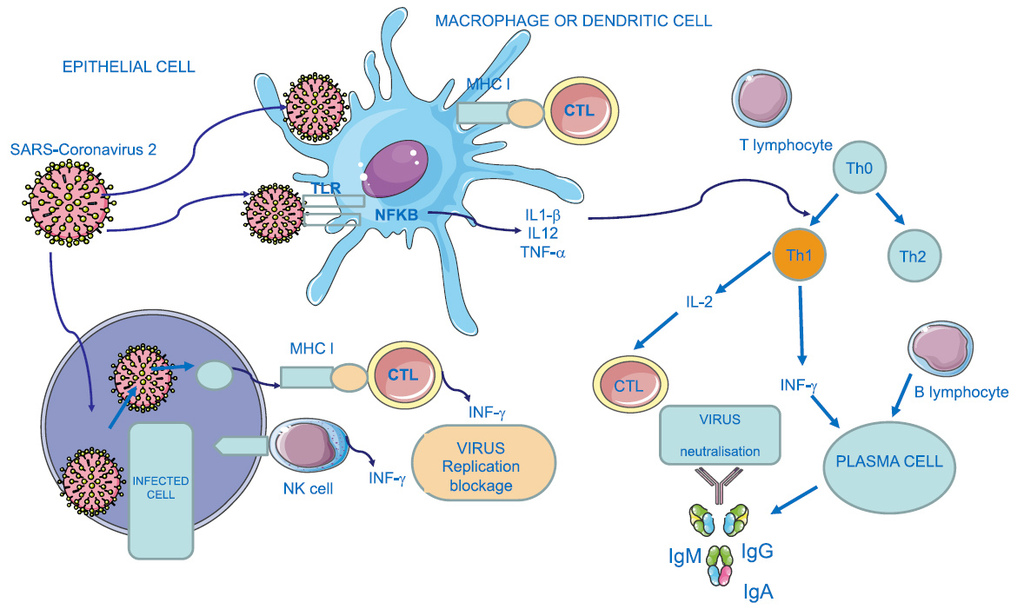 MACROPHAGE OR DENDRITIC CELL
EPITHELIAL CELL
MHC I
CTL
T lymphocyte
SARS-Coronavirus 2
Th0
TLR
NFKB
IL1-β
IL12
TNF-α
Th1
Th2
IL-2
MHC I
CTL
INF-γ
CTL
INF-γ
B lymphocyte
VIRUS
neutralisation
VIRUS
Replication
blockage
PLASMA CELL
INFECTED
CELL
NK cell
INF-γ
IgM
IgG
IgA